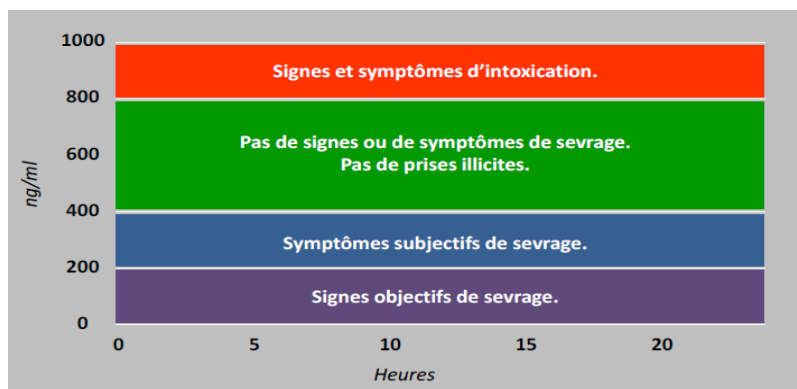 1000
Signes et symptômes d’intoxication.
800
Pas de signes ou de symptômes de sevrage.
Pas de prises illicites.
600
ng/ml
400
Symptômes subjectifs de sevrage.
200
Signes objectifs de sevrage.
0
0 5 10 15 20
Heures